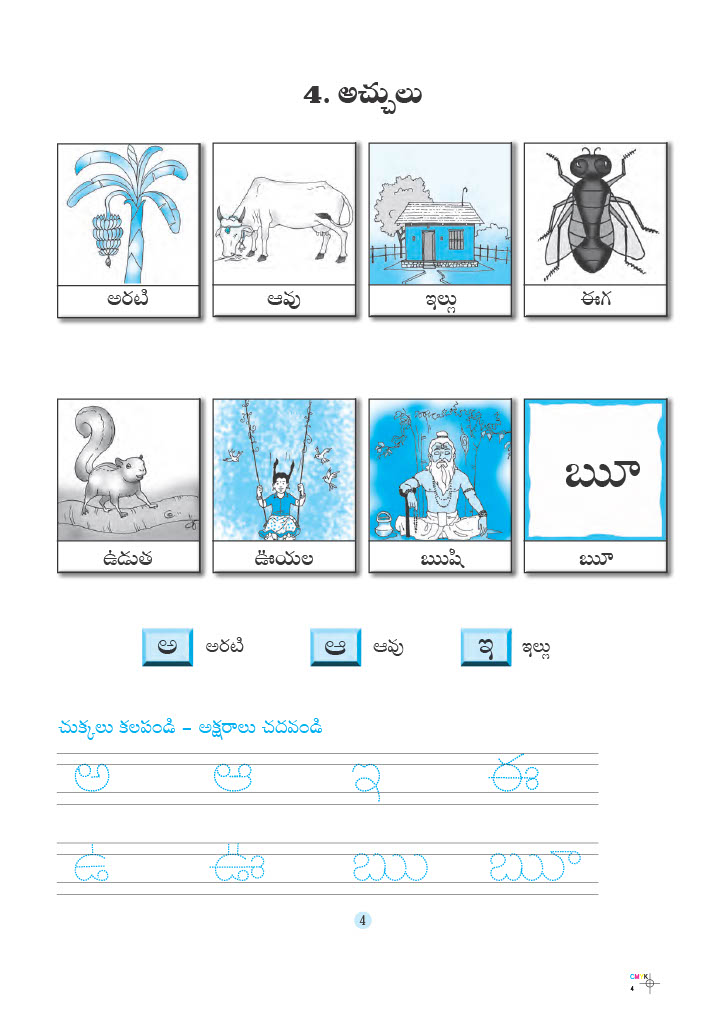 4. అచ్చులు
అరటి ఆవు ఇల్లు ఈగ
ౠ
ఉడుత ఊయల ఋషి ౠ
అ అరటి ఆ ఆవు ఇ ఇల్లు
చుక్కలు కలపండి – అక్షరాలు చదవండి
అ ఆ ఇ ఈ
ఉ ఊ ఋ ౠ
4
CMYK
4